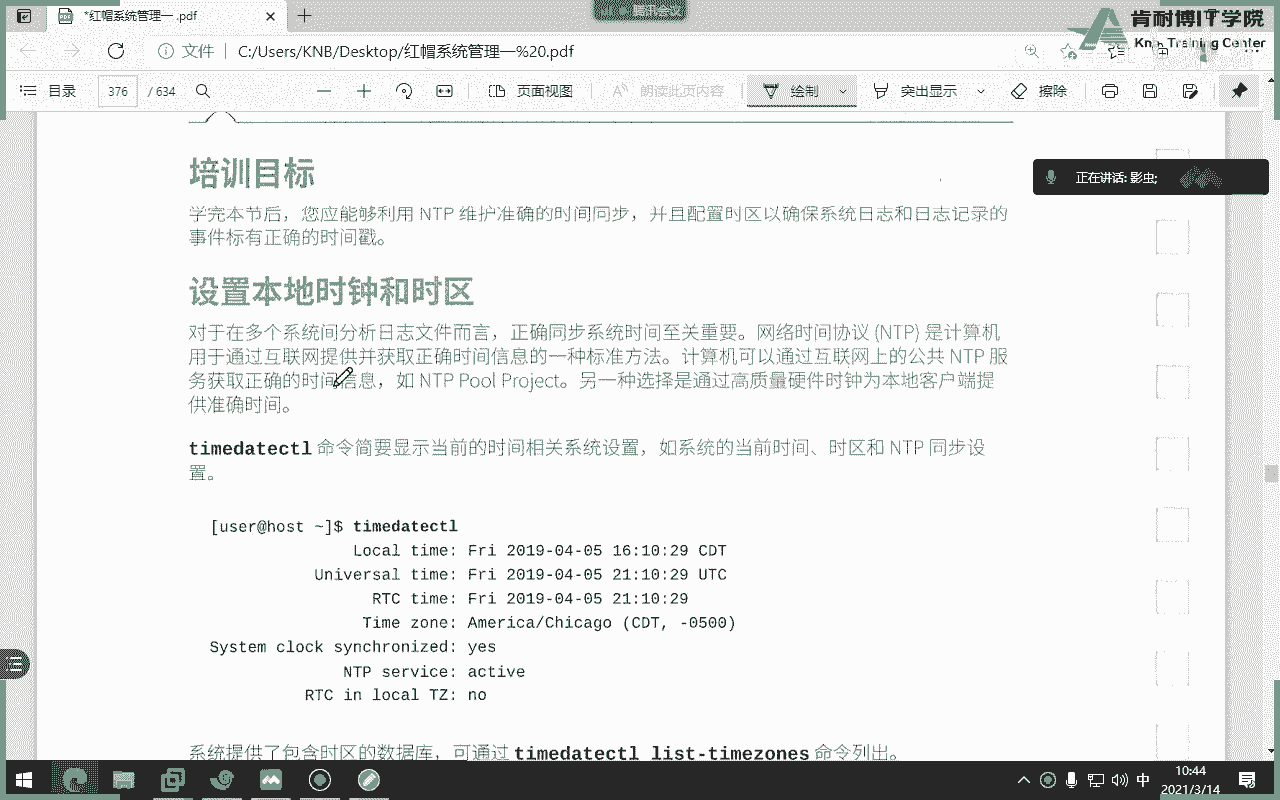 *红帽系统管理一 .pdf
肯耐博IT学院
Knb Training Center
文件
C:/Users/KNB/Desktop/红帽系统管理一%20.pdf
目录
376
/ 634
页面视图
朗读此页内容
绘制
突出显示
擦除
正在讲话: 影虫;
培训目标
学完本节后，您应能够利用 NTP 维护准确的时间同步，并且配置时区以确保系统日志和日志记录的
事件标有正确的时间戳。
设置本地时钟和时区
对于在多个系统间分析日志文件而言，正确同步系统时间至关重要。网络时间协议 (NTP) 是计算机
用于通过互联网提供并获取正确时间信息的一种标准方法。计算机可以通过互联网上的公共 NTP 服
务获取正确的时间信息，如 NTP Pool Project。另一种选择是通过高质量硬件时钟为本地客户端提
供准确时间。
timedatectl 命令简要显示当前的时间相关系统设置，如系统的当前时间、时区和 NTP 同步设
置。
[user@host ~]$ timedatectl
Local time: Fri 2019-04-05 16:10:29 CDT
Universal time: Fri 2019-04-05 21:10:29 UTC
RTC time: Fri 2019-04-05 21:10:29
Time zone: America/Chicago (CDT, -0500)
System clock synchronized: yes
NTP service: active
RTC in local TZ: no
系统提供了包含时区的数据库，可通过 timedatectl list-timezones 命令列出。
中
10:44
2021/3/14